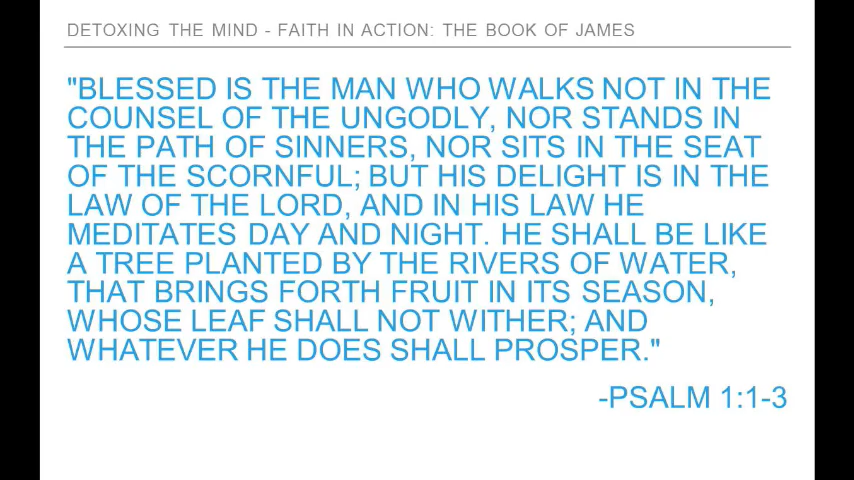 DETOXING THE MIND - FAITH IN ACTION: THE BOOK OF JAMES
"BLESSED IS THE MAN WHO WALKS NOT IN THE
COUNSEL OF THE UNGODLY, NOR STANDS IN
THE PATH OF SINNERS, NOR SITS IN THE SEAT
OF THE SCORNFUL; BUT HIS DELIGHT IS IN THE
LAW OF THE LORD, AND IN HIS LAW HE
MEDITATES DAY AND NIGHT. HE SHALL BE LIKE
A TREE PLANTED BY THE RIVERS OF WATER,
THAT BRINGS FORTH FRUIT IN ITS SEASON,
WHOSE LEAF SHALL NOT WITHER; AND
WHATEVER HE DOES SHALL PROSPER."
-PSALM 1:1-3